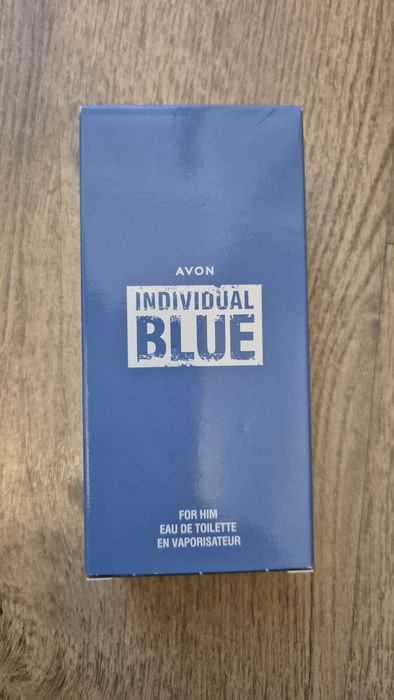 AVON
INDIVIDUAL
BLUE
FOR HIM
EAU DE TOILETTE
EN VAPORISATEUR